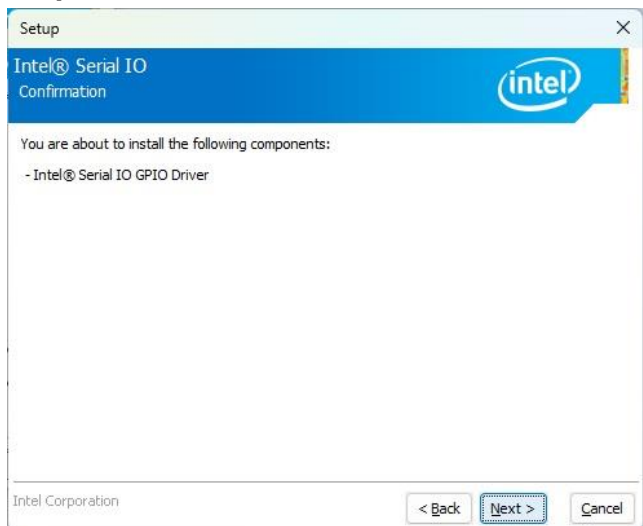 Setup
Intel® Serial IO
Confirmation
intel
You are about to install the following components:
- Intel® Serial IO GPIO Driver
Intel Corporation
< Back Next > Cancel